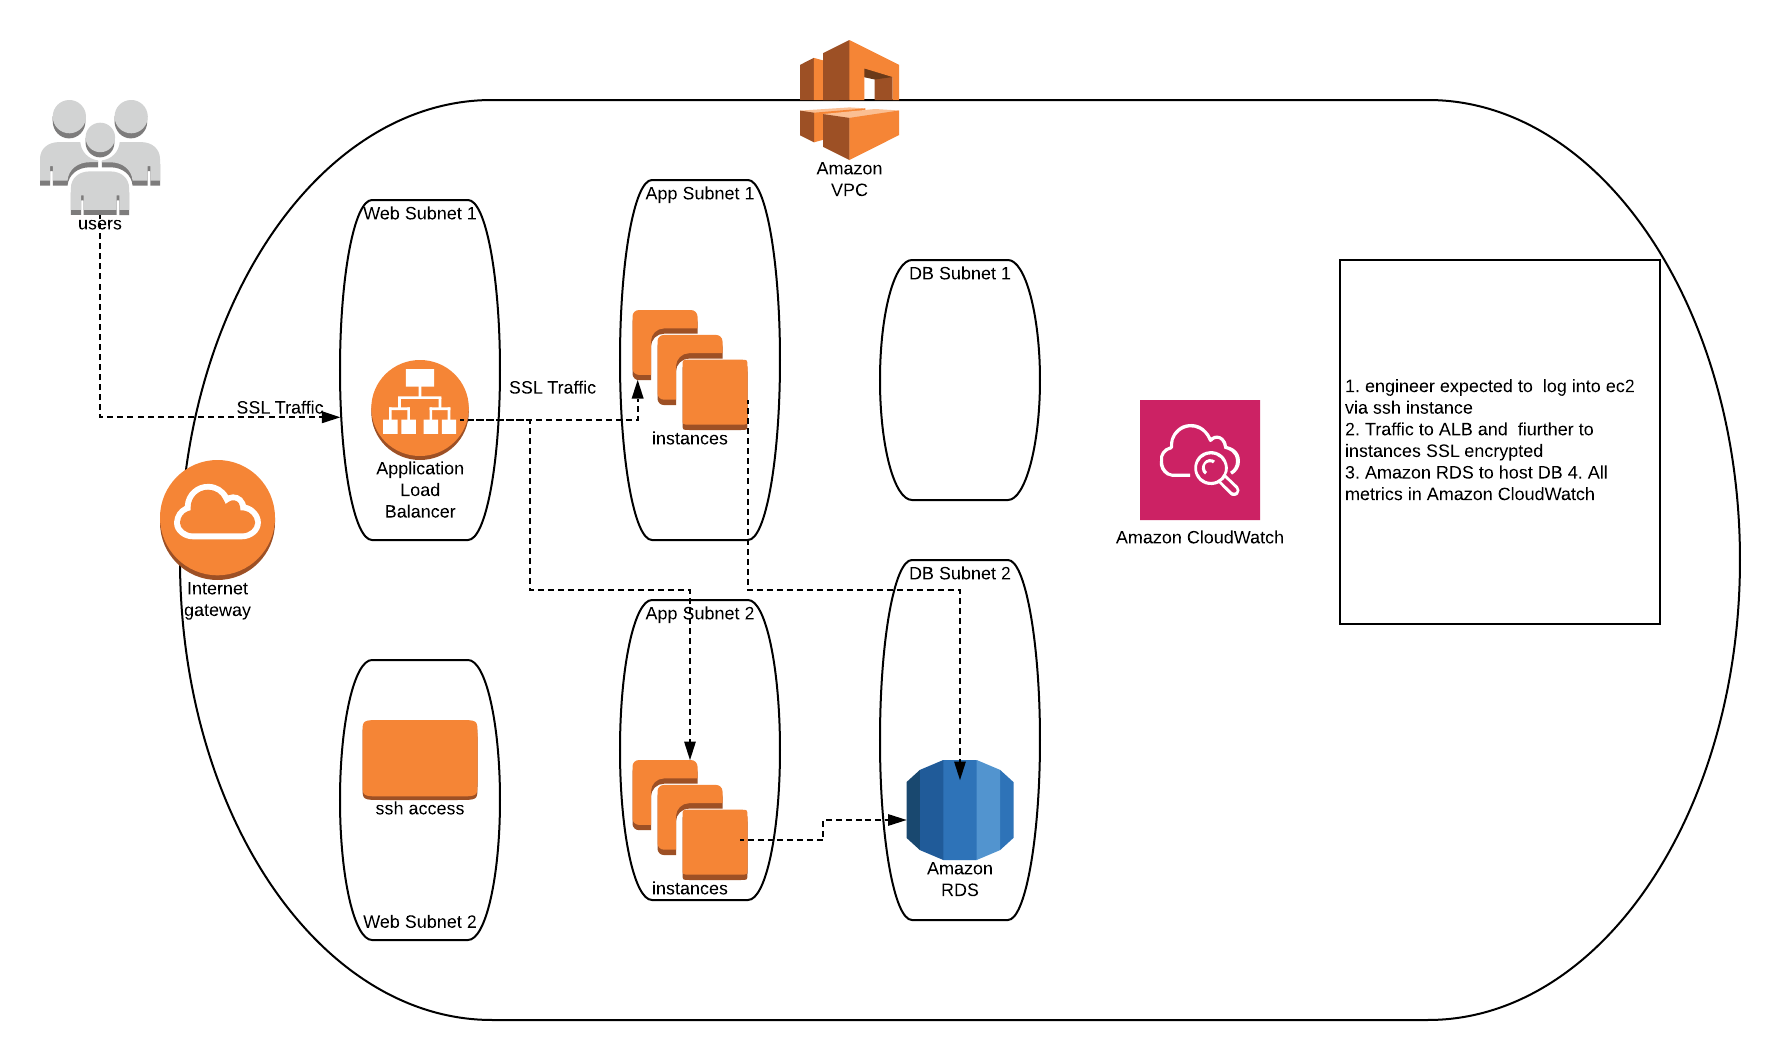 Amazon
VPC
users
Web Subnet 1
App Subnet 1
DB Subnet 1
SSL Traffic
SSL Traffic
instances
Application
Load
Balancer
Internet
gateway
Amazon CloudWatch
1. engineer expected to  log into ec2
via ssh instance
2. Traffic to ALB and  fiurther to
instances SSL encrypted
3. Amazon RDS to host DB 4. All
metrics in Amazon CloudWatch
DB Subnet 2
App Subnet 2
ssh access
Web Subnet 2
instances
Amazon
RDS